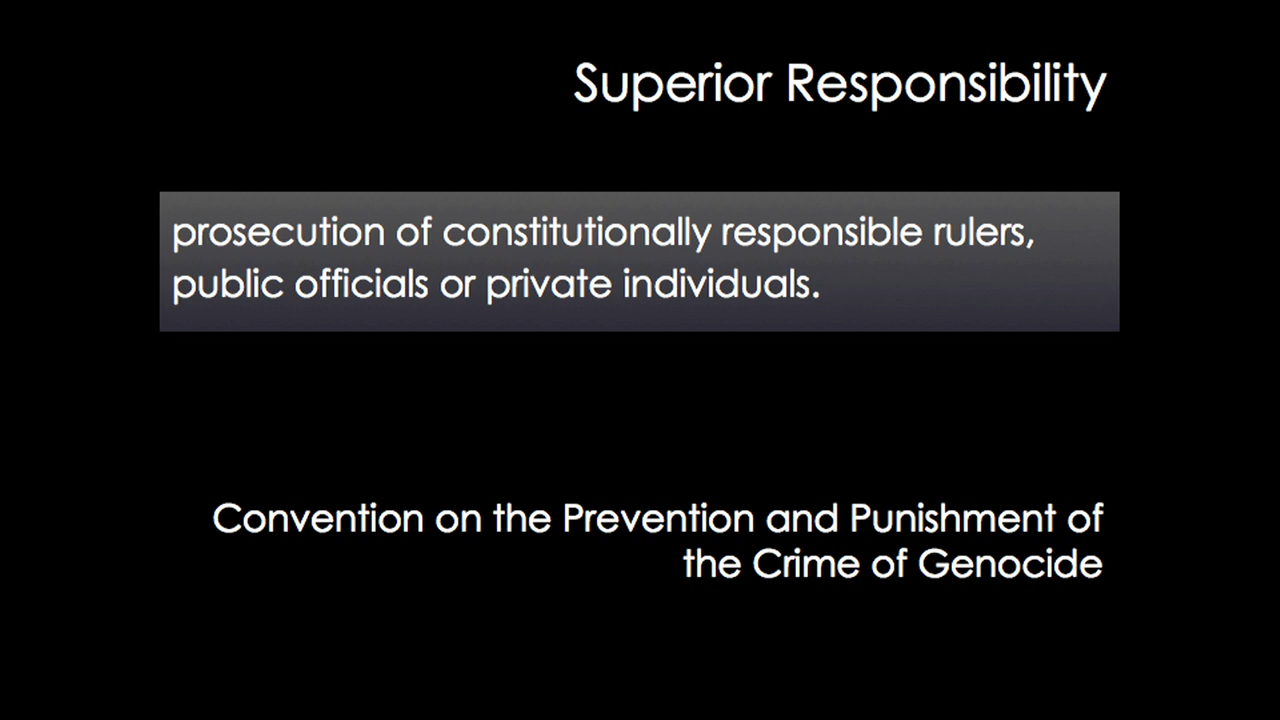 Superior Responsibility
prosecution of constitutionally responsible rulers,
public officials or private individuals.
Convention on the Prevention and Punishment of
the Crime of Genocide